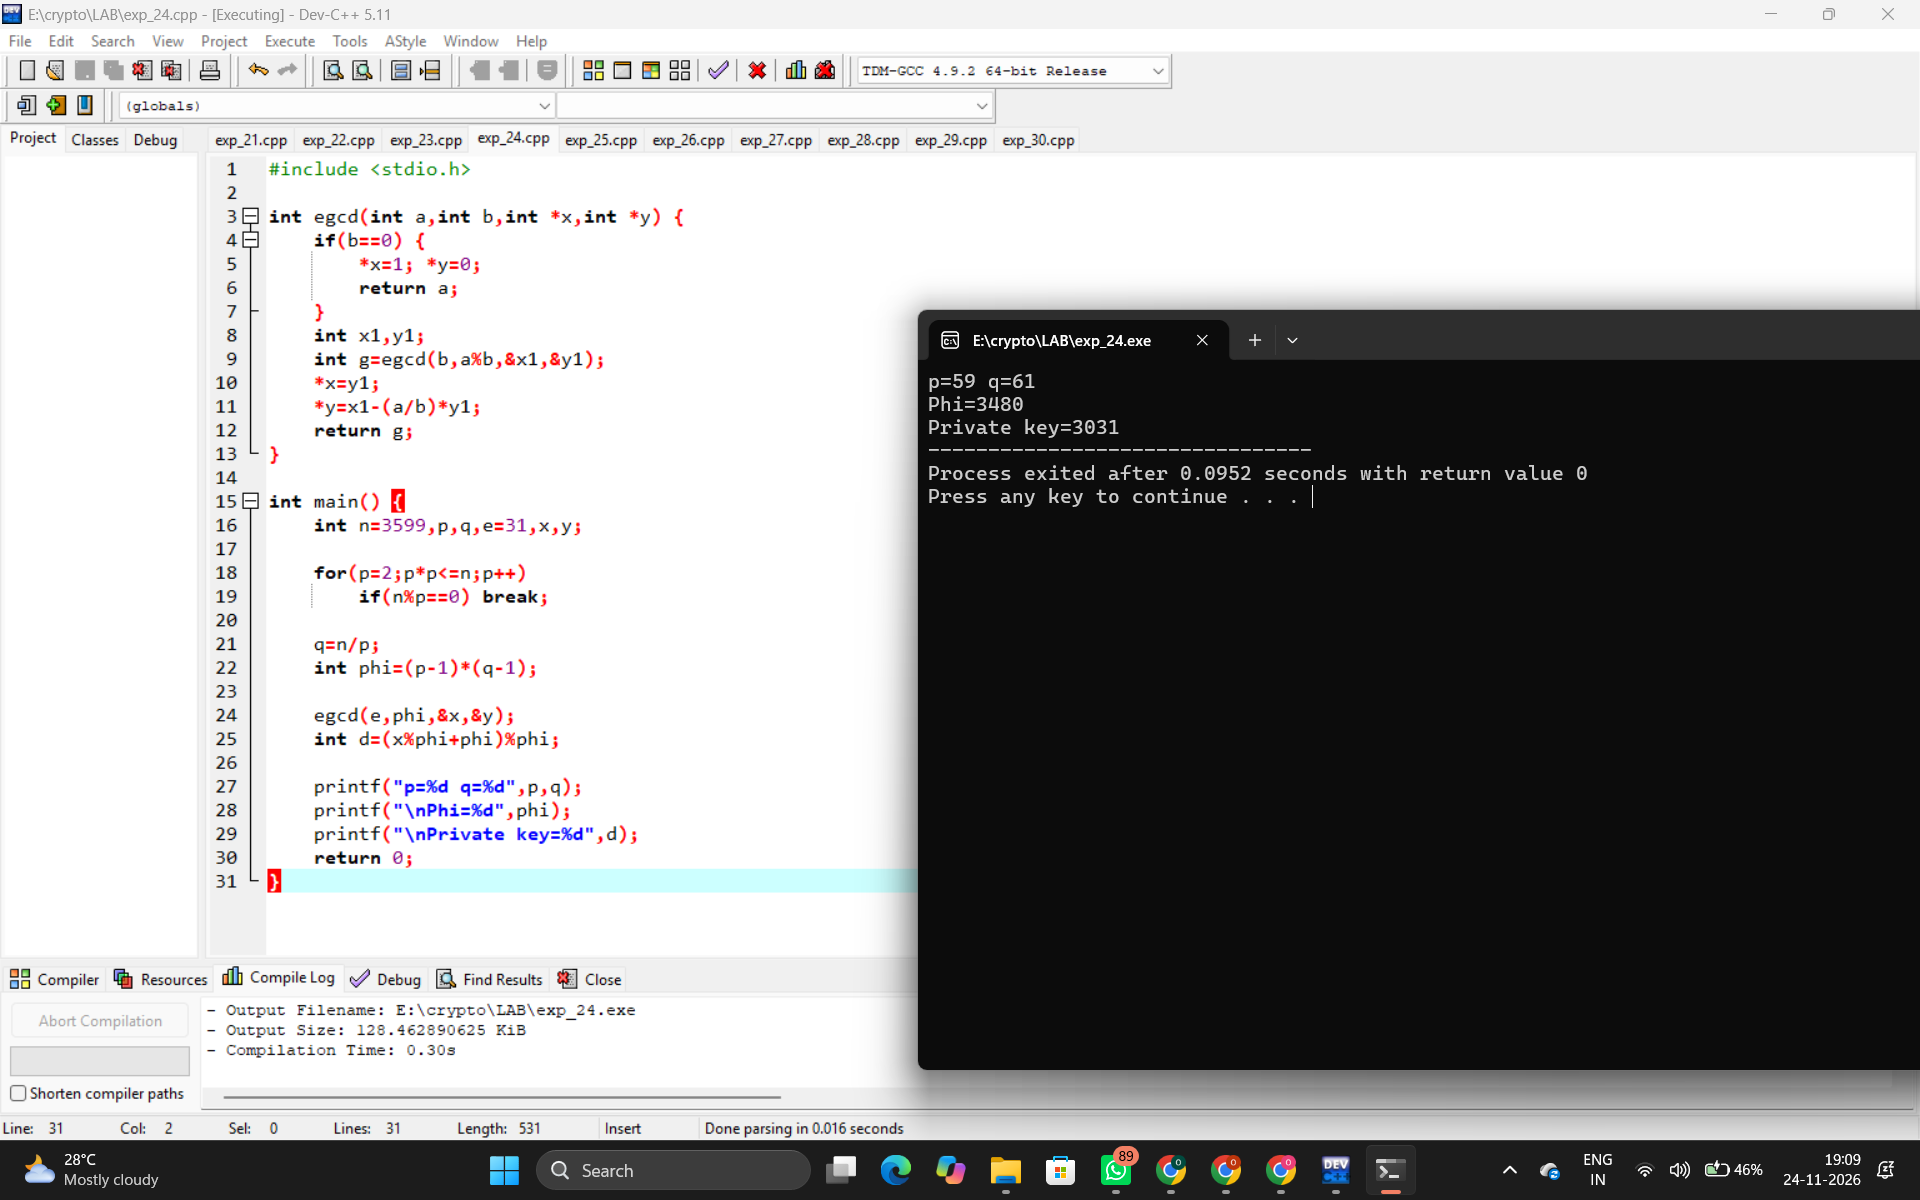 E:\crypto\LAB\exp_24.cpp - [Executing] - Dev-C++ 5.11
File Edit Search View Project Execute Tools AStyle Window Help
TDM-GCC 4.9.2 64-bit Release
(globals)
Project Classes Debug
exp_21.cpp exp_22.cpp exp_23.cpp exp_24.cpp exp_25.cpp exp_26.cpp exp_27.cpp exp_28.cpp exp_29.cpp exp_30.cpp
1 #include <stdio.h>
2
3 int egcd(int a,int b,int *x,int *y) {
4 if(b==0) {
5 *x=1; *y=0;
6 return a;
7 }
8 int x1,y1;
9 int g=egcd(b,a%b,&x1,&y1);
10 *x=y1;
11 *y=x1-(a/b)*y1;
12 return g;
13 }
14
15 int main() {
16 int n=3599,p,q,e=31,x,y;
17
18 for(p=2;p*p<=n;p++)
19 if(n%p==0) break;
20
21 q=n/p;
22 int phi=(p-1)*(q-1);
23
24 egcd(e,phi,&x,&y);
25 int d=(x%phi+phi)%phi;
26
27 printf("p=%d q=%d",p,q);
28 printf("\nPhi=%d",phi);
29 printf("\nPrivate key=%d",d);
30 return 0;
31 }
E:\crypto\LAB\exp_24.exe
p=59 q=61
Phi=3480
Private key=3031
--------------------------------
Process exited after 0.0952 seconds with return value 0
Press any key to continue . . .
Compiler Resources Compile Log Debug Find Results Close
Abort Compilation
Shorten compiler paths
- Output Filename: E:\crypto\LAB\exp_24.exe
- Output Size: 128.462890625 KiB
- Compilation Time: 0.30s
Line: 31 Col: 2 Sel: 0 Lines: 31 Length: 531 Insert Done parsing in 0.016 seconds
28°C
Mostly cloudy
Search
89
DEV
C++
ENG
IN
46%
19:09
24-11-2026